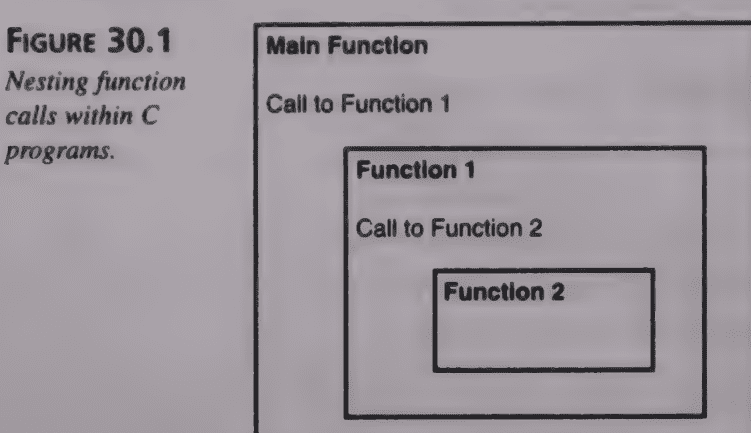 FIGURE 30.1
Nesting function
calls within C
programs.
Main Function
Call to Function 1
Function 1
Call to Function 2
Function 2